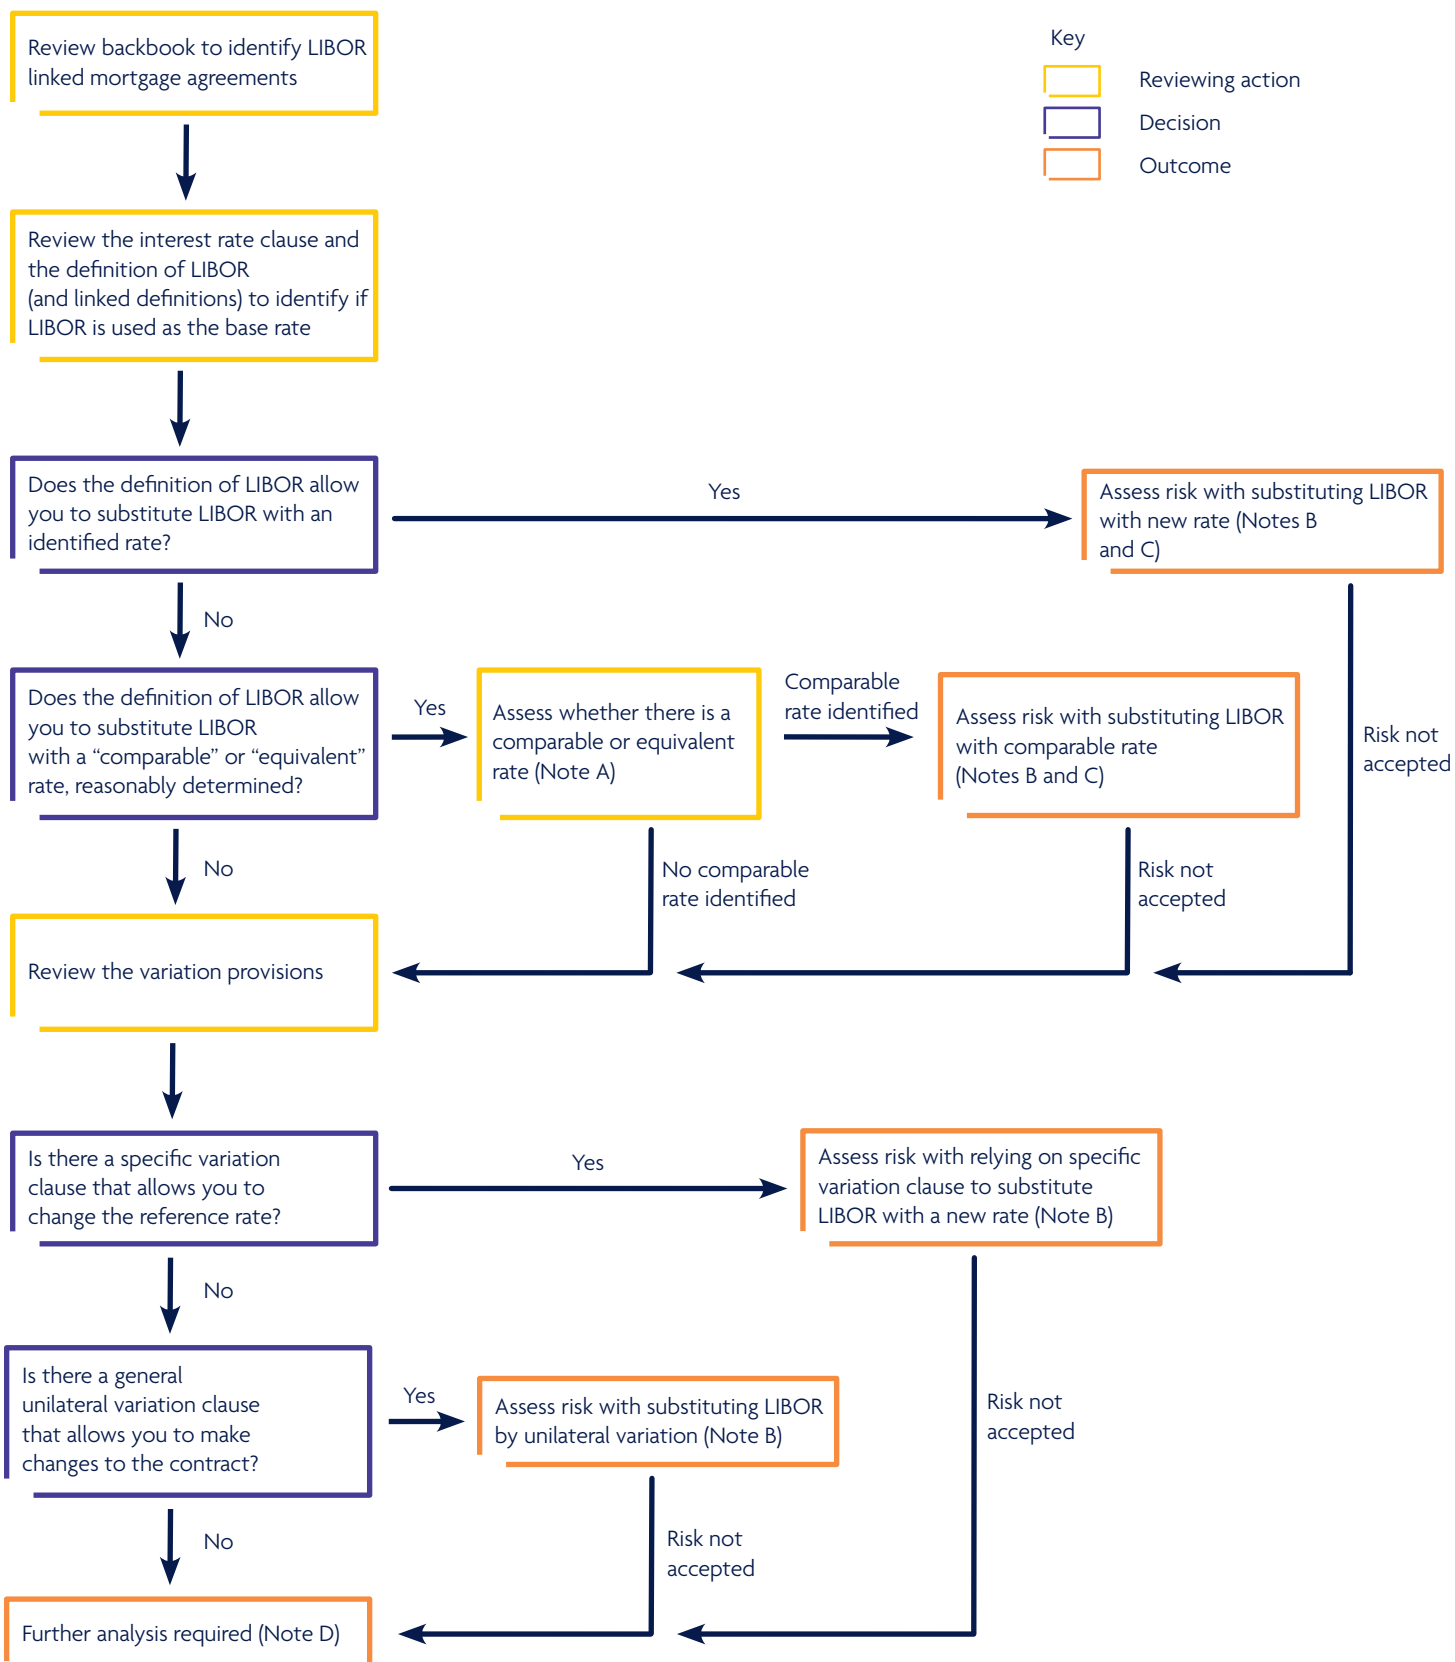 Review backbook to identify LIBOR
linked mortgage agreements
Key
Reviewing action
Decision
Outcome
Review the interest rate clause and
the definition of LIBOR
(and linked definitions) to identify if
LIBOR is used as the base rate
Does the definition of LIBOR allow
you to substitute LIBOR with an
identified rate?
Yes
Assess risk with substituting LIBOR
with new rate (Notes B
and C)
No
Does the definition of LIBOR allow
you to substitute LIBOR
with a “comparable” or “equivalent”
rate, reasonably determined?
Yes
Assess whether there is a
comparable or equivalent
rate (Note A)
Comparable
rate identified
Assess risk with substituting LIBOR
with comparable rate
(Notes B and C)
Risk not
accepted
No
No comparable
rate identified
Risk not
accepted
Review the variation provisions
Is there a specific variation
clause that allows you to
change the reference rate?
Yes
Assess risk with relying on specific
variation clause to substitute
LIBOR with a new rate (Note B)
No
Is there a general
unilateral variation clause
that allows you to make
changes to the contract?
Yes
Assess risk with substituting LIBOR
by unilateral variation (Note B)
Risk not
accepted
No
Risk not
accepted
Further analysis required (Note D)